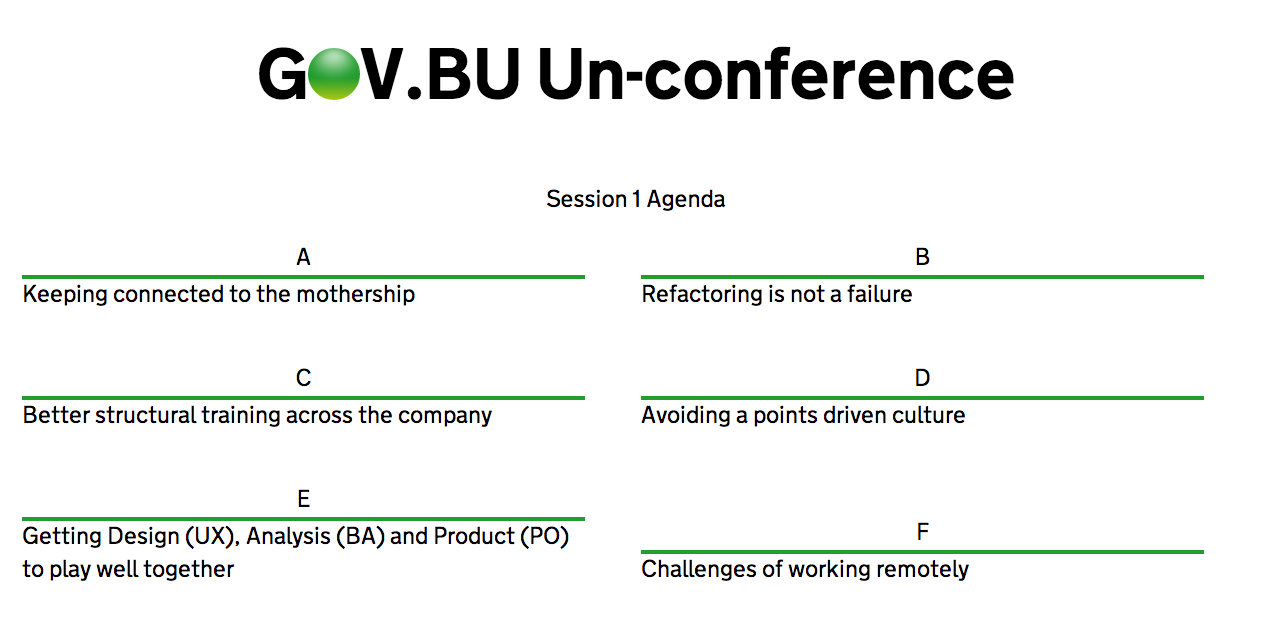 GOV.BU Un-conference
Session 1 Agenda
A
Keeping connected to the mothership
B
Refactoring is not a failure
C
Better structural training across the company
D
Avoiding a points driven culture
E
Getting Design (UX), Analysis (BA) and Product (PO)
to play well together
F
Challenges of working remotely